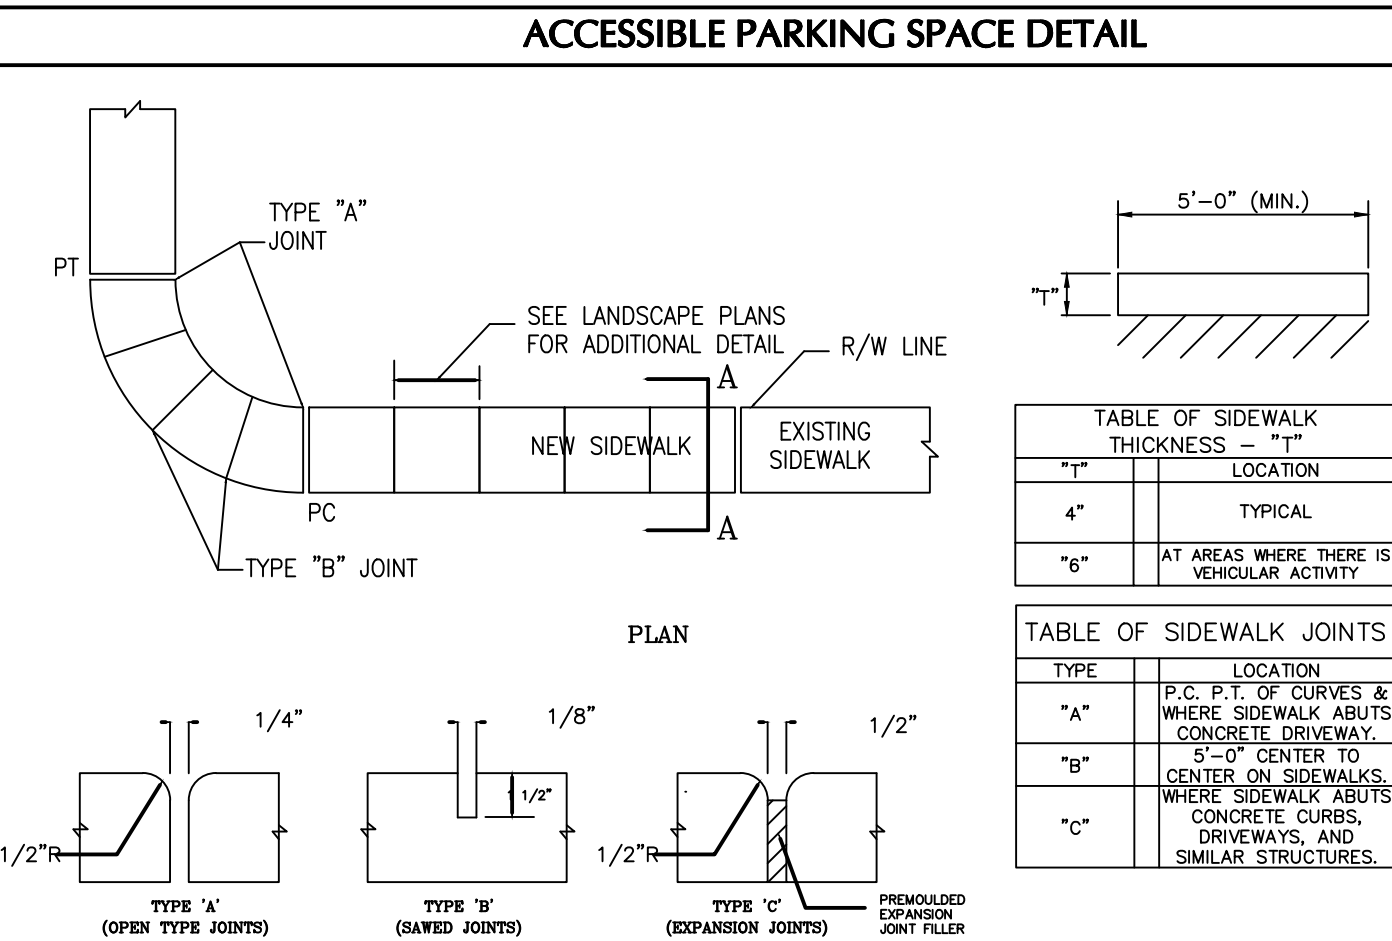 ACCESSIBLE PARKING SPACE DETAIL
TYPE "A"
JOINT
PT
SEE LANDSCAPE PLANS
FOR ADDITIONAL DETAIL
R/W LINE
A
NEW SIDEWALK
EXISTING
SIDEWALK
PC
A
TYPE "B" JOINT
PLAN
5'-0" (MIN.)
"T"
TABLE OF SIDEWALK
THICKNESS - "T"
"T" LOCATION
4" TYPICAL
"6" AT AREAS WHERE THERE IS
VEHICULAR ACTIVITY
TABLE OF SIDEWALK JOINTS
TYPE LOCATION
"A" P.C. P.T. OF CURVES &
WHERE SIDEWALK ABUTS
CONCRETE DRIVEWAY.
"B" 5'-0" CENTER TO
CENTER ON SIDEWALKS.
"C" WHERE SIDEWALK ABUTS
CONCRETE CURBS,
DRIVEWAYS, AND
SIMILAR STRUCTURES.
1/4"
1/2"R
TYPE 'A'
(OPEN TYPE JOINTS)
1/8"
1 1/2"
TYPE 'B'
(SAWED JOINTS)
1/2"
1/2"R
TYPE 'C'
(EXPANSION JOINTS)
PREMOULDED
EXPANSION
JOINT FILLER